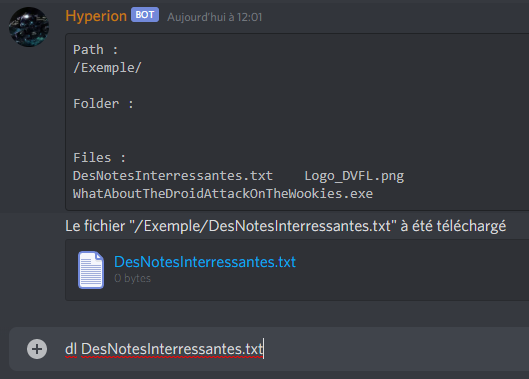 Hyperion BOT Aujourd'hui à 12:01
Path :
/Exemple/
Folder :
Files :
DesNotesInterressantes.txt    Logo_DVFL.png
WhatAboutTheDroidAttackOnTheWookies.exe
Le fichier "/Exemple/DesNotesInterressantes.txt" à été téléchargé
DesNotesInterressantes.txt
0 bytes
dl DesNotesInterressantes.txt